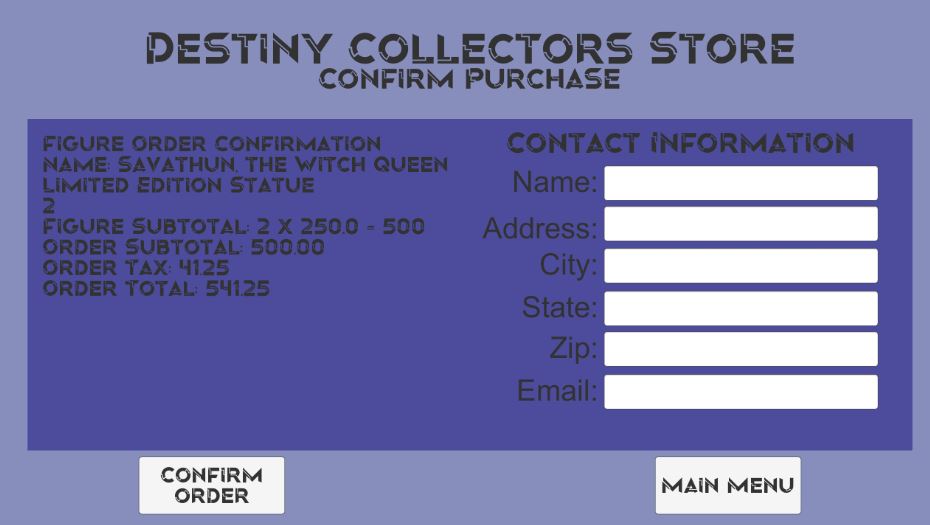 DESTINY COLLECTORS STORE
CONFIRM PURCHASE
FIGURE ORDER CONFIRMATION
NAME: SAVATHUN, THE WITCH QUEEN
LIMITED EDITION STATUE
2
FIGURE SUBTOTAL: 2 X 250.0 = 500
ORDER SUBTOTAL: 500.00
ORDER TAX: 41.25
ORDER TOTAL: 541.25
CONTACT INFORMATION
Name:
Address:
City:
State:
Zip:
Email:
CONFIRM
ORDER
MAIN MENU